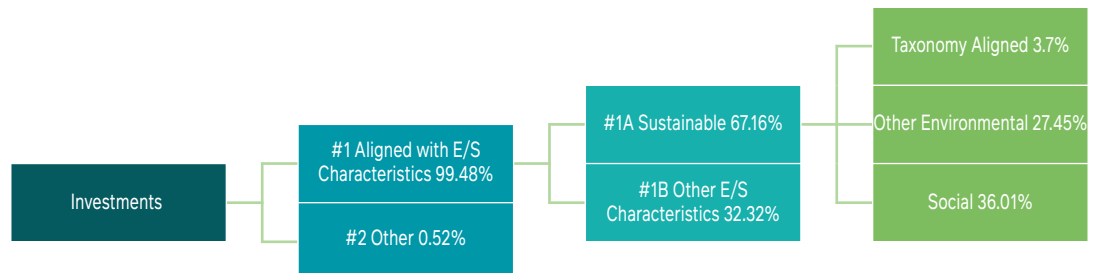 Investments
#1 Aligned with E/S
Characteristics 99.48%
#2 Other 0.52%
#1A Sustainable 67.16%
#1B Other E/S
Characteristics 32.32%
Taxonomy Aligned 3.7%
Other Environmental 27.45%
Social 36.01%